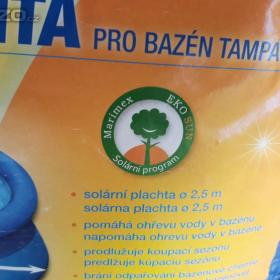 PRO BAZÉN TAMPA
Marimex EKO SUN
Solární program
• solární plachta ø 2,5 m
solárna plachta ø 2,5 m
• pomáhá ohřevu vody v bazénu
napomáha ohrevu vody v bazéne
• prodlužuje koupací sezónu
predlžuje kúpaciu sezónu
• brání odpařování bazénové chemie